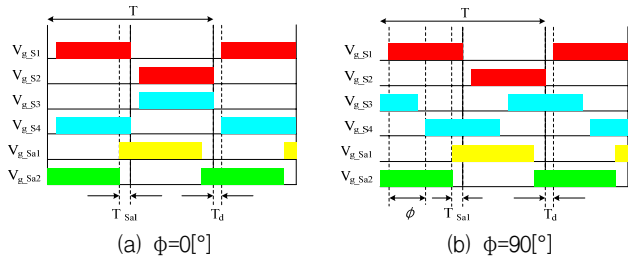 T
V_g_S1
V_g_S2
V_g_S3
V_g_S4
V_g_Sa1
V_g_Sa2
T_Sa1
T_d
(a) ϕ=0[°]
T
V_g_S1
V_g_S2
V_g_S3
V_g_S4
V_g_Sa1
V_g_Sa2
ϕ
T_Sa1
T_d
(b) ϕ=90[°]